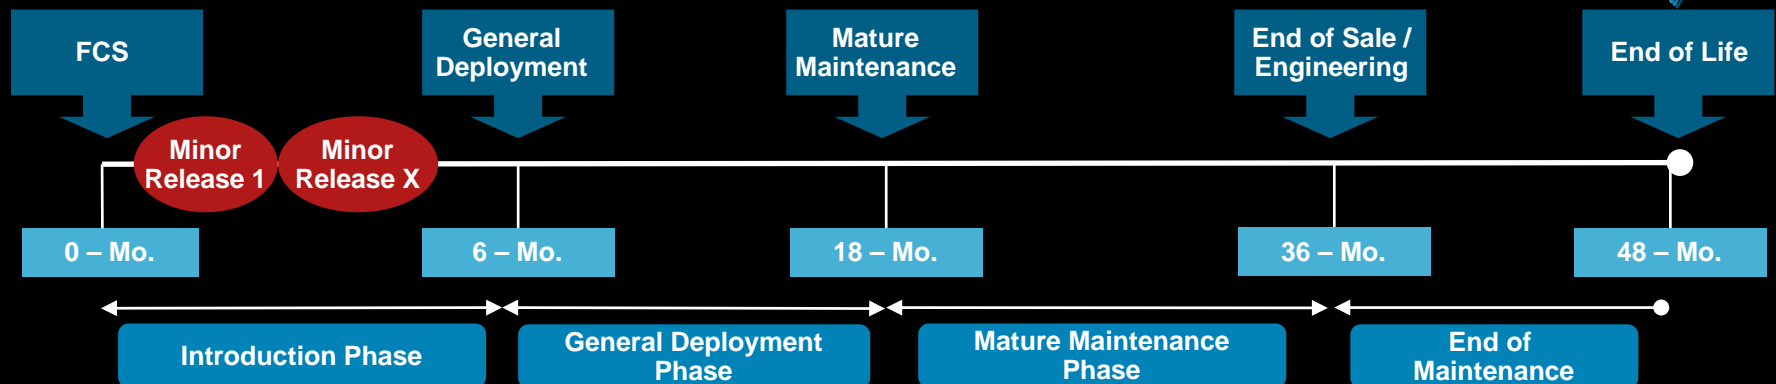 FCS
General
Deployment
Mature
Maintenance
End of Sale /
Engineering
End of Life
Minor
Release 1
Minor
Release X
0 – Mo.
6 – Mo.
18 – Mo.
36 – Mo.
48 – Mo.
Introduction Phase
General Deployment
Phase
Mature Maintenance
Phase
End of
Maintenance